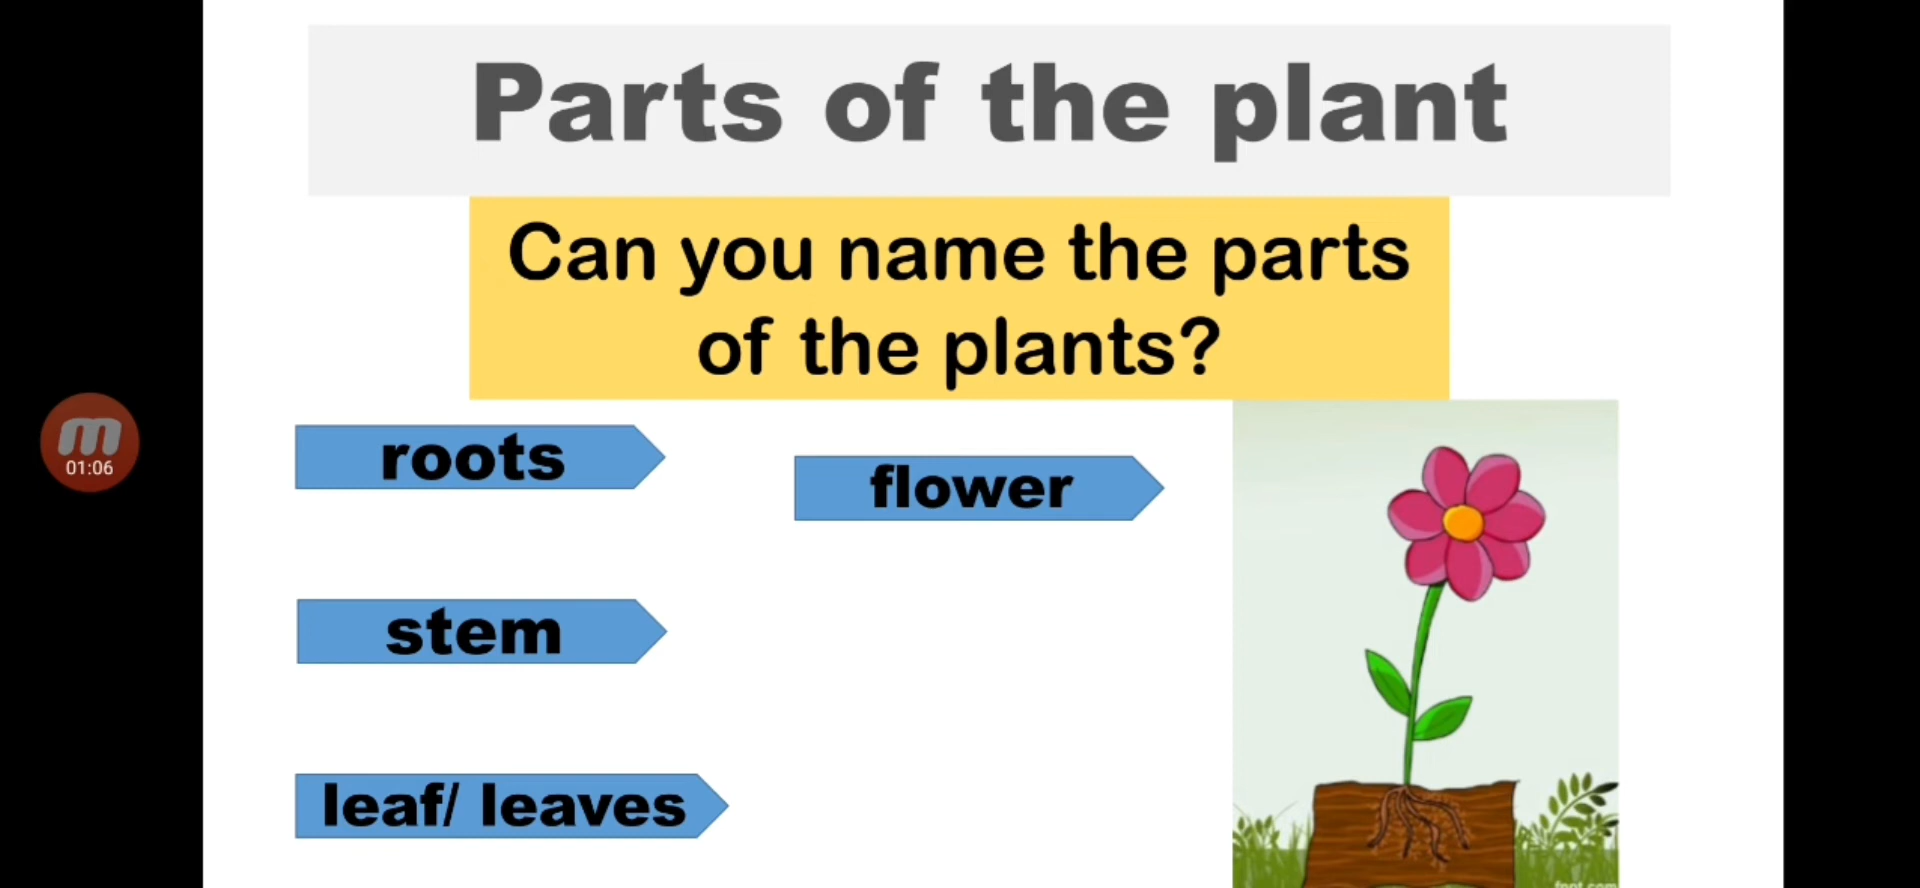 Parts of the plant
Can you name the parts
of the plants?
roots
flower
stem
leaf/ leaves
01:06